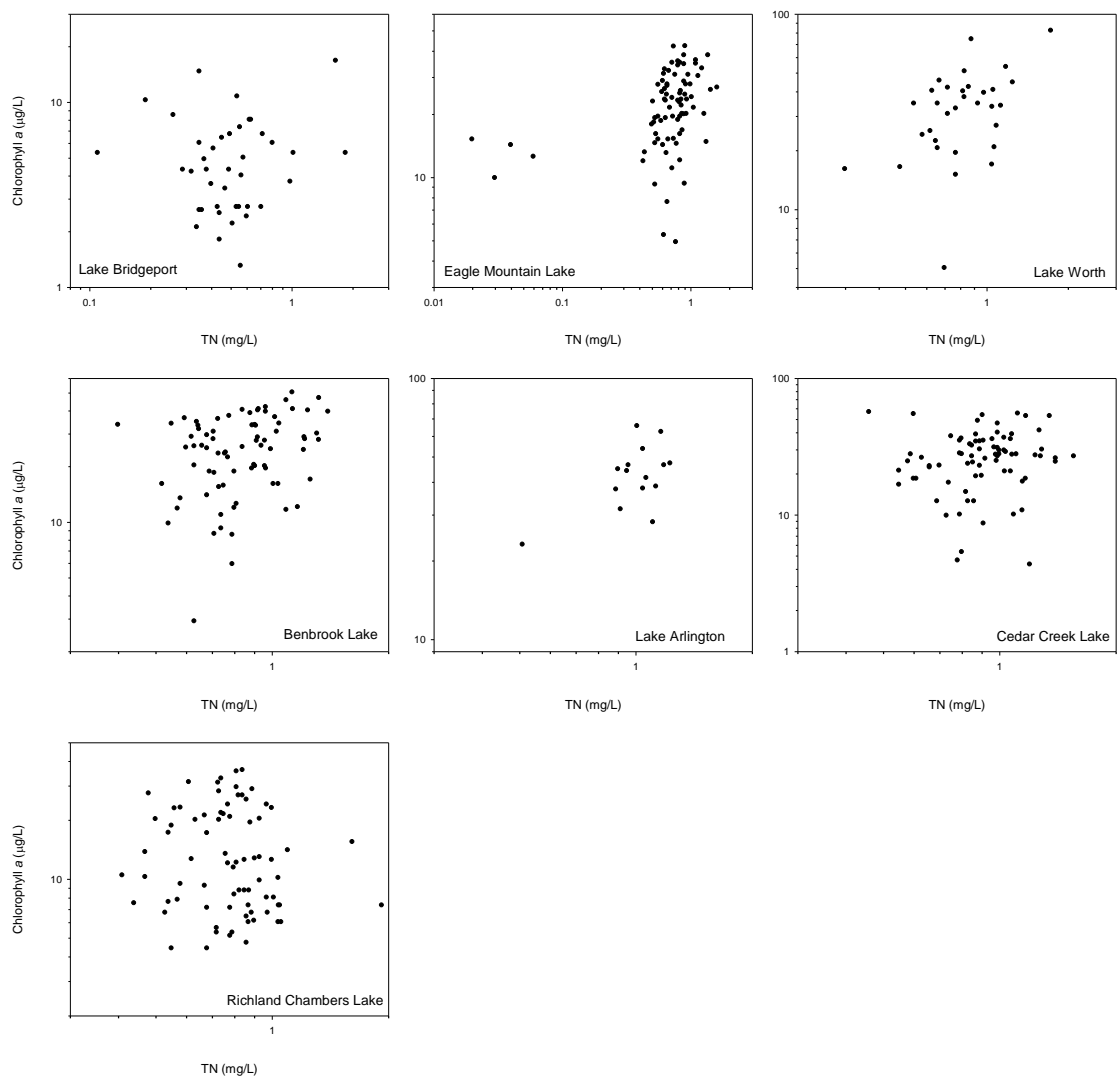 Chlorophyll a (µg/L)
10
1
Lake Bridgeport
0.1
1
TN (mg/L)
10
Eagle Mountain Lake
0.01
0.1
1
TN (mg/L)
100
10
Lake Worth
1
TN (mg/L)
Chlorophyll a (µg/L)
10
Benbrook Lake
1
TN (mg/L)
100
10
Lake Arlington
1
TN (mg/L)
100
10
1
Cedar Creek Lake
1
TN (mg/L)
Chlorophyll a (µg/L)
10
Richland Chambers Lake
1
TN (mg/L)